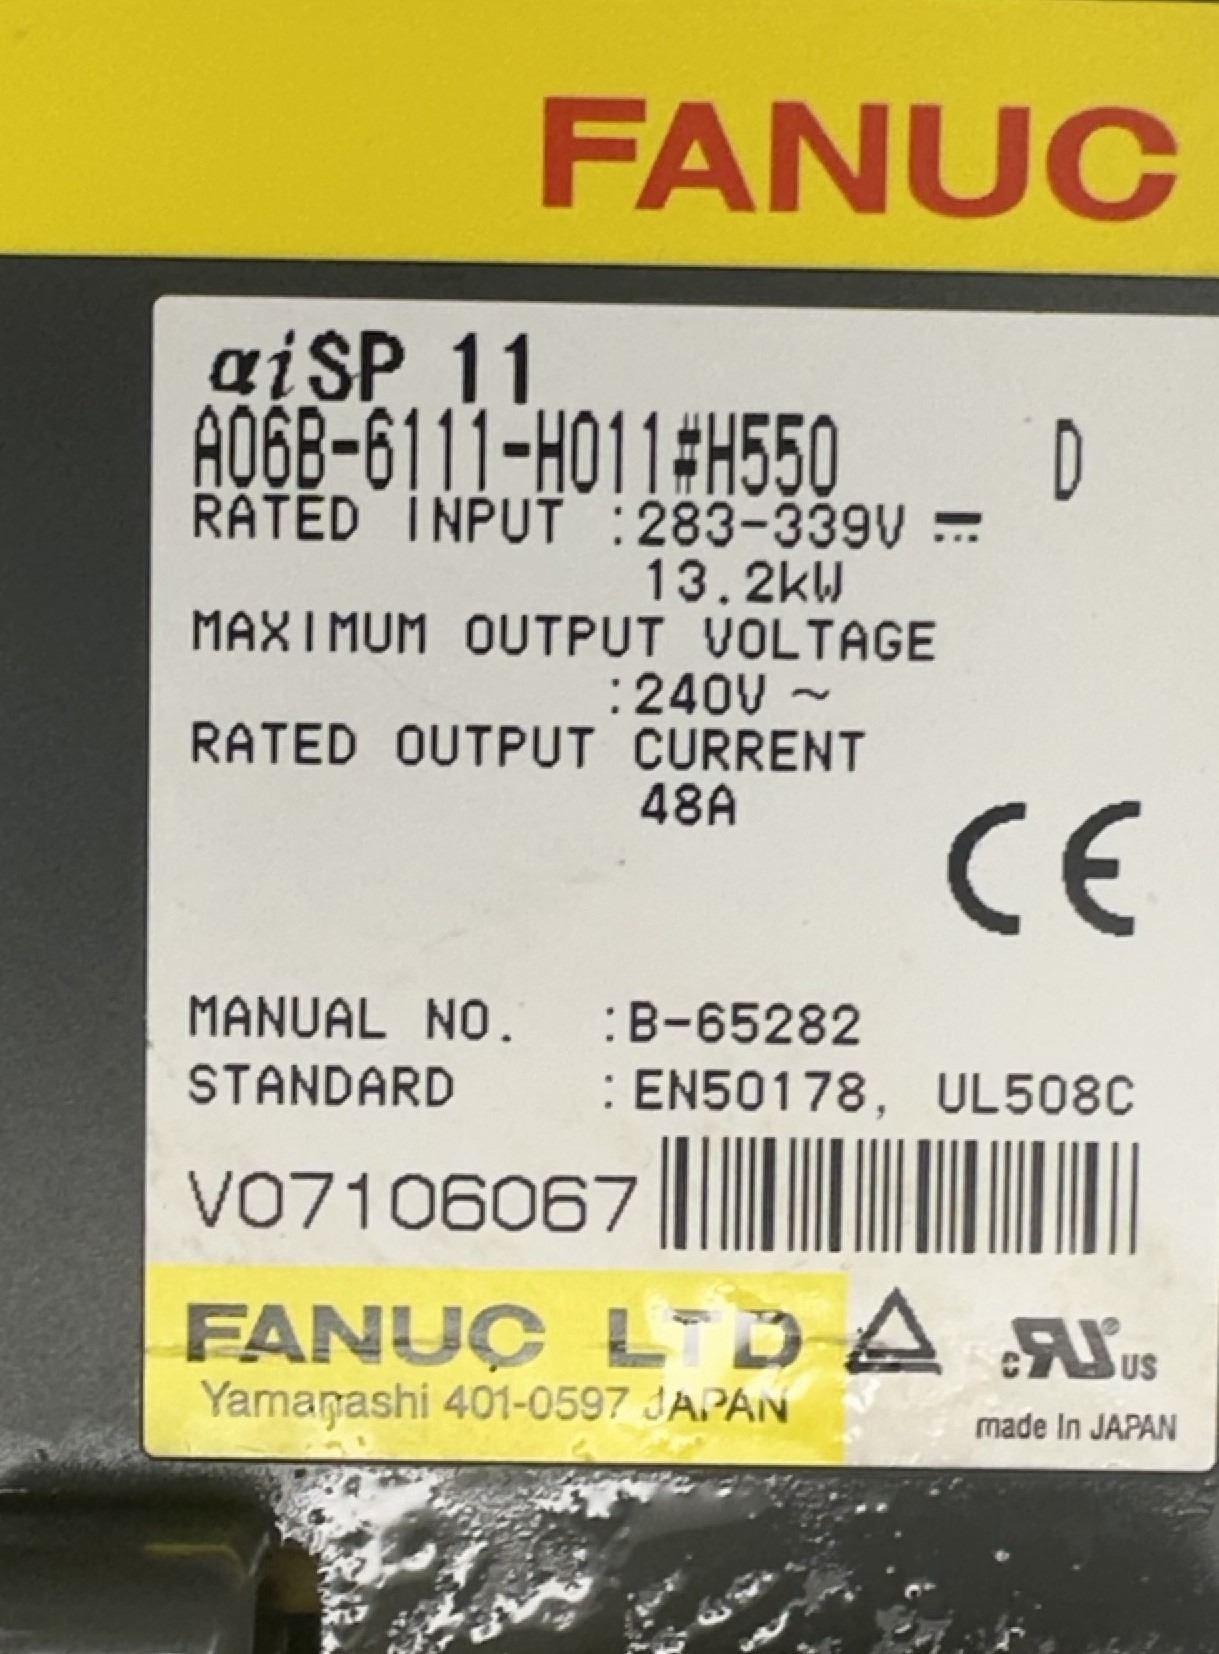 FANUC
αiSP 11
A06B-6111-H011#H550 D
RATED INPUT :283-339V ⎓
13.2kW
MAXIMUM OUTPUT VOLTAGE
:240V ~
RATED OUTPUT CURRENT
48A
CE
MANUAL NO. :B-65282
STANDARD :EN50178, UL508C
V07106067
FANUC LTD
Yamanashi 401-0597 JAPAN
c RU ® US
made In JAPAN